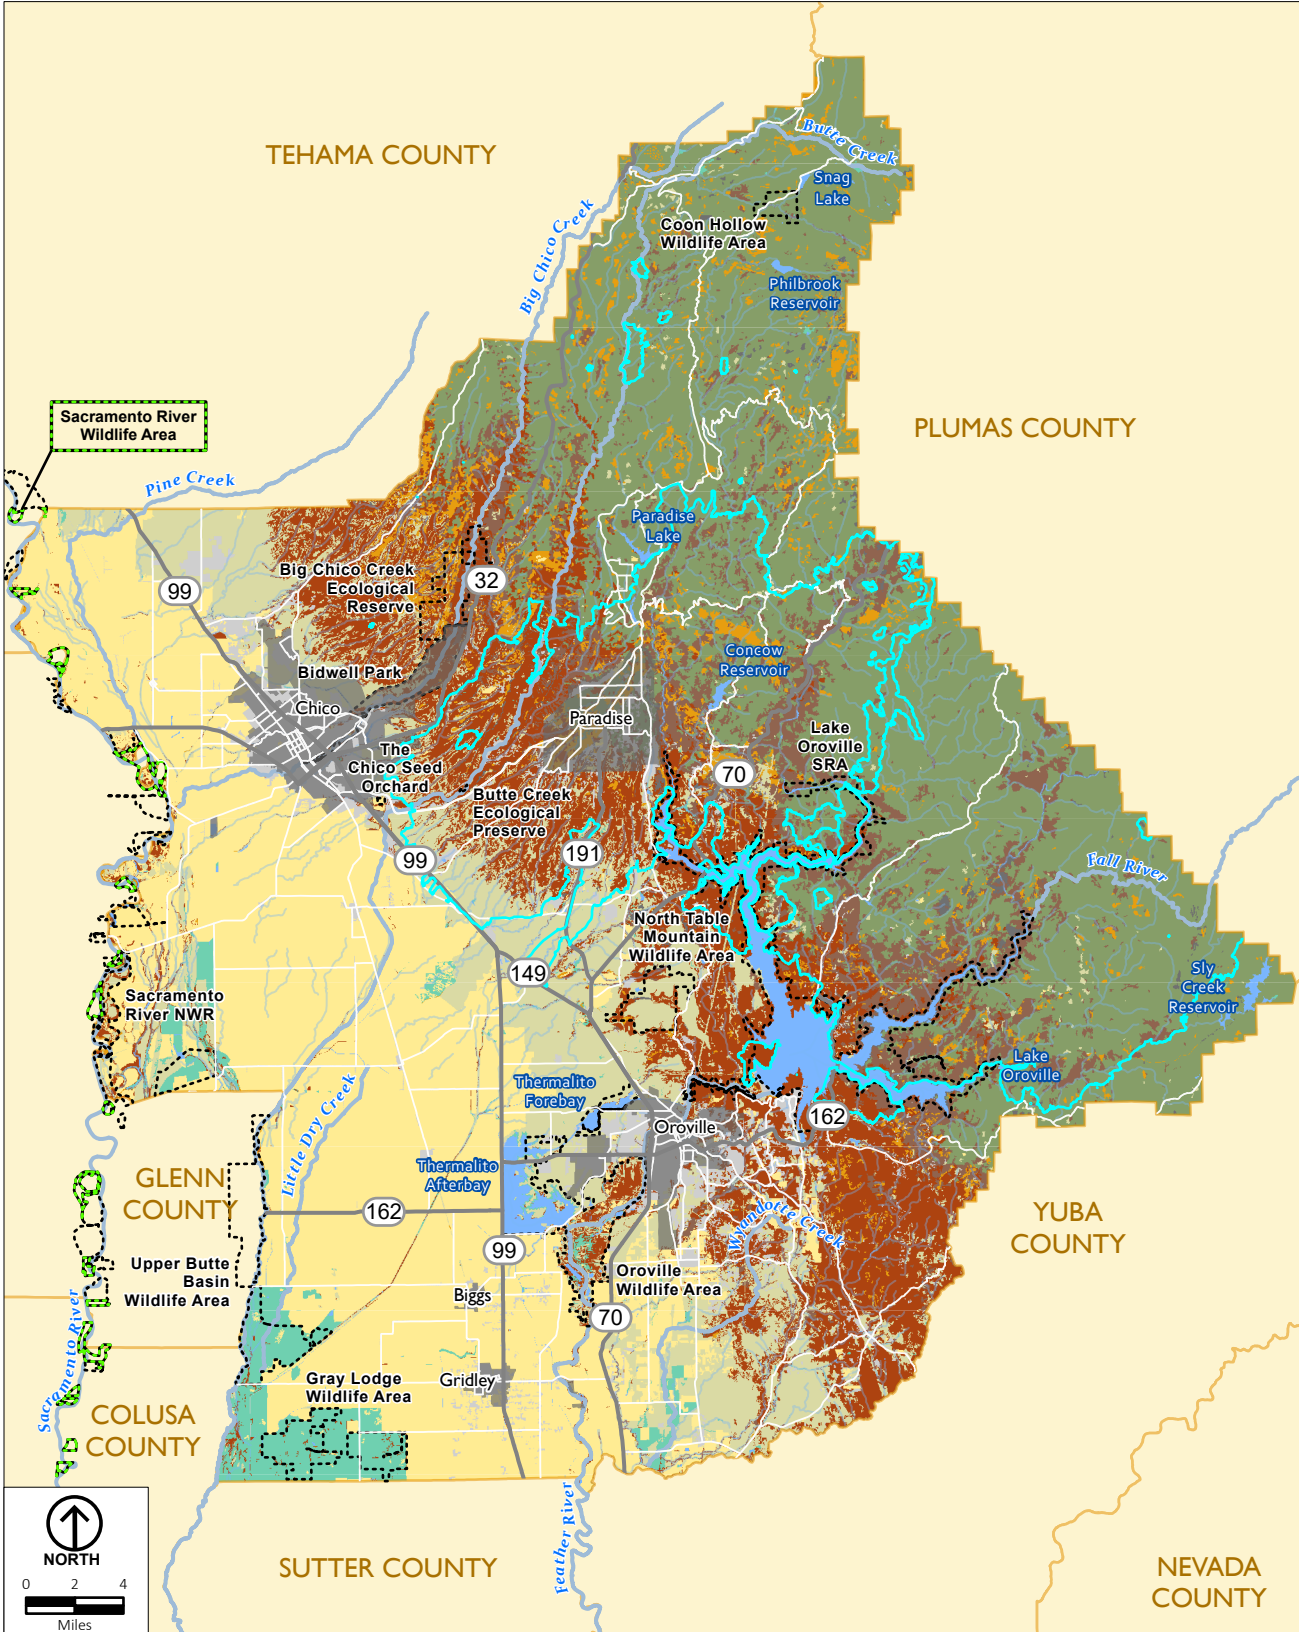 TEHAMA COUNTY
Butte Creek
Snag
Lake
Coon Hollow
Wildlife Area
Big Chico Creek
Philbrook
Reservoir
Sacramento River
Wildlife Area
PLUMAS COUNTY
Pine Creek
Paradise
Lake
Big Chico Creek
Ecological
Reserve
32
99
Concow
Reservoir
Bidwell Park
Chico
Paradise
Lake
Oroville
SRA
The
Chico Seed
Orchard
70
Butte Creek
Ecological
Preserve
99
191
Fall River
North Table
Mountain
Wildlife Area
149
Sly
Creek
Reservoir
Sacramento
River NWR
Lake
Oroville
Thermalito
Forebay
Little Dry Creek
Oroville
162
Thermalito
Afterbay
GLENN
COUNTY
162
YUBA
COUNTY
Wyandotte Creek
99
Upper Butte
Basin
Wildlife Area
Oroville
Wildlife Area
Biggs
70
Sacramento River
Gray Lodge
Wildlife Area
Gridley
COLUSA
COUNTY
Feather River
NORTH
0 2 4
Miles
SUTTER COUNTY
NEVADA
COUNTY